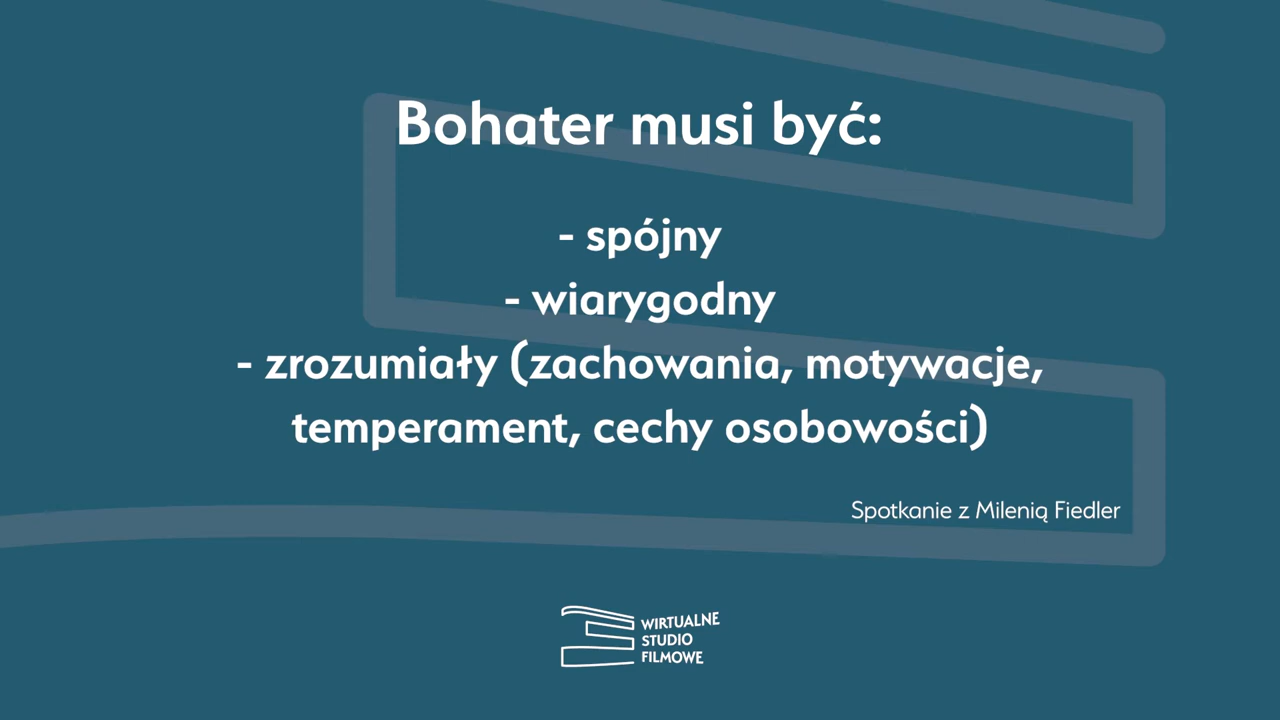 Bohater musi być:
- spójny
- wiarygodny
- zrozumiały (zachowania, motywacje,
temperament, cechy osobowości)
Spotkanie z Milenią Fiedler
WIRTUALNE
STUDIO
FILMOWE